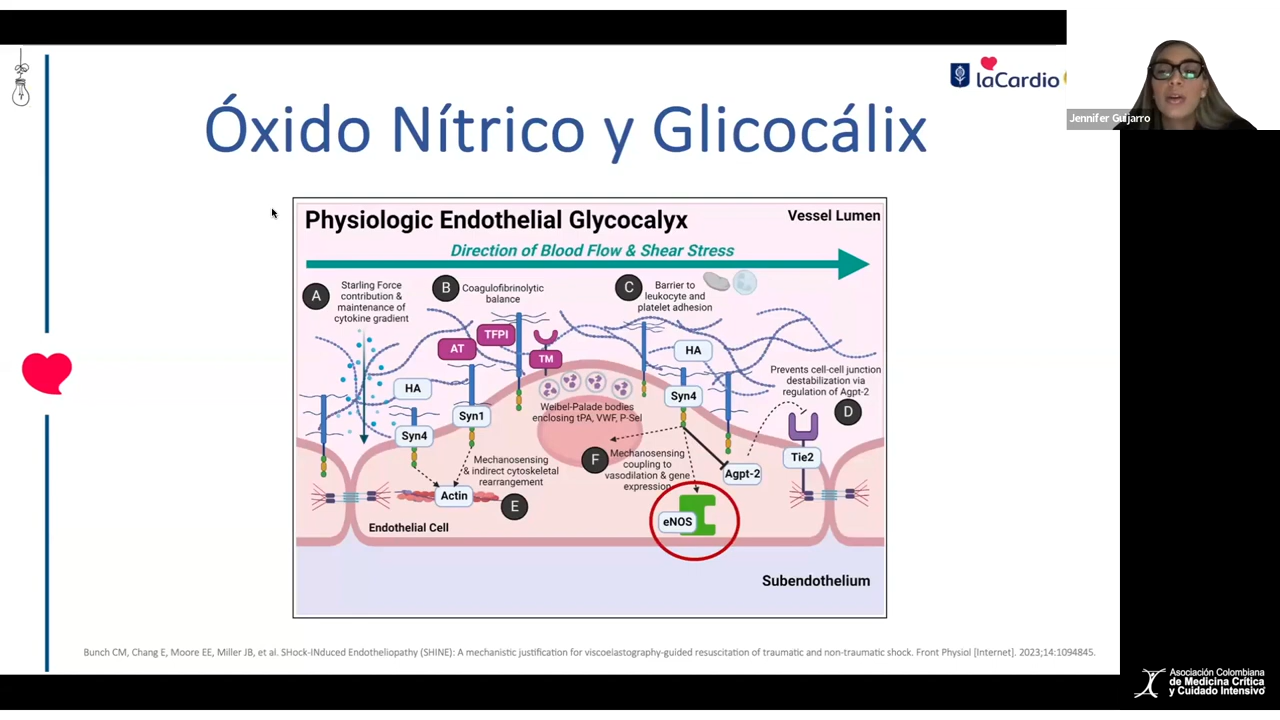 laCardio
Jennifer Guijarro
Óxido Nítrico y Glicocálix
Physiologic Endothelial Glycocalyx
Vessel Lumen
Direction of Blood Flow & Shear Stress
A
Starling Force
contribution &
maintenance of
cytokine gradient
B
Coagulofibrinolytic
balance
C
Barrier to
leukocyte and
platelet adhesion
AT
TFPI
TM
HA
Syn4
Syn1
Weibel-Palade bodies
enclosing tPA, VWF, P-Sel
HA
Syn4
Prevents cell-cell junction
destabilization via
regulation of Agpt-2
D
Tie2
Agpt-2
Mechanosensing
& indirect cytoskeletal
rearrangement
E
Actin
F
Mechanosensing
coupling to
vasodilation & gene
expression
eNOS
Endothelial Cell
Subendothelium
Bunch CM, Chang E, Moore EE, Miller JB, et al. SHock-INduced Endotheliopathy (SHINE): A mechanistic justification for viscoelastography-guided resuscitation of traumatic and non-traumatic shock. Front Physiol [Internet]. 2023;14:1094845.
Asociación Colombiana
de Medicina Crítica
y Cuidado Intensivo